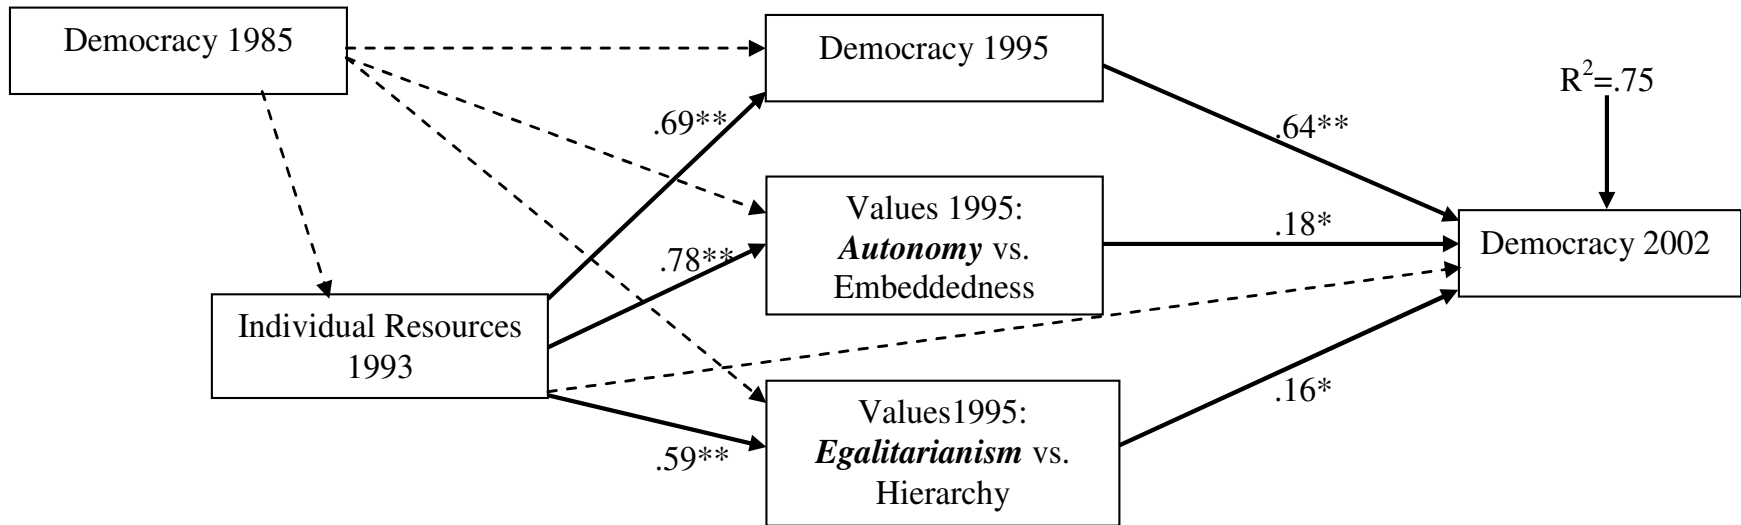 Democracy 1985
Democracy 1995
R²=.75
.69**
.64**
Values 1995:
Autonomy vs.
Embeddedness
.18*
Democracy 2002
.78**
Individual Resources
1993
.16*
Values1995:
Egalitarianism vs.
Hierarchy
.59**